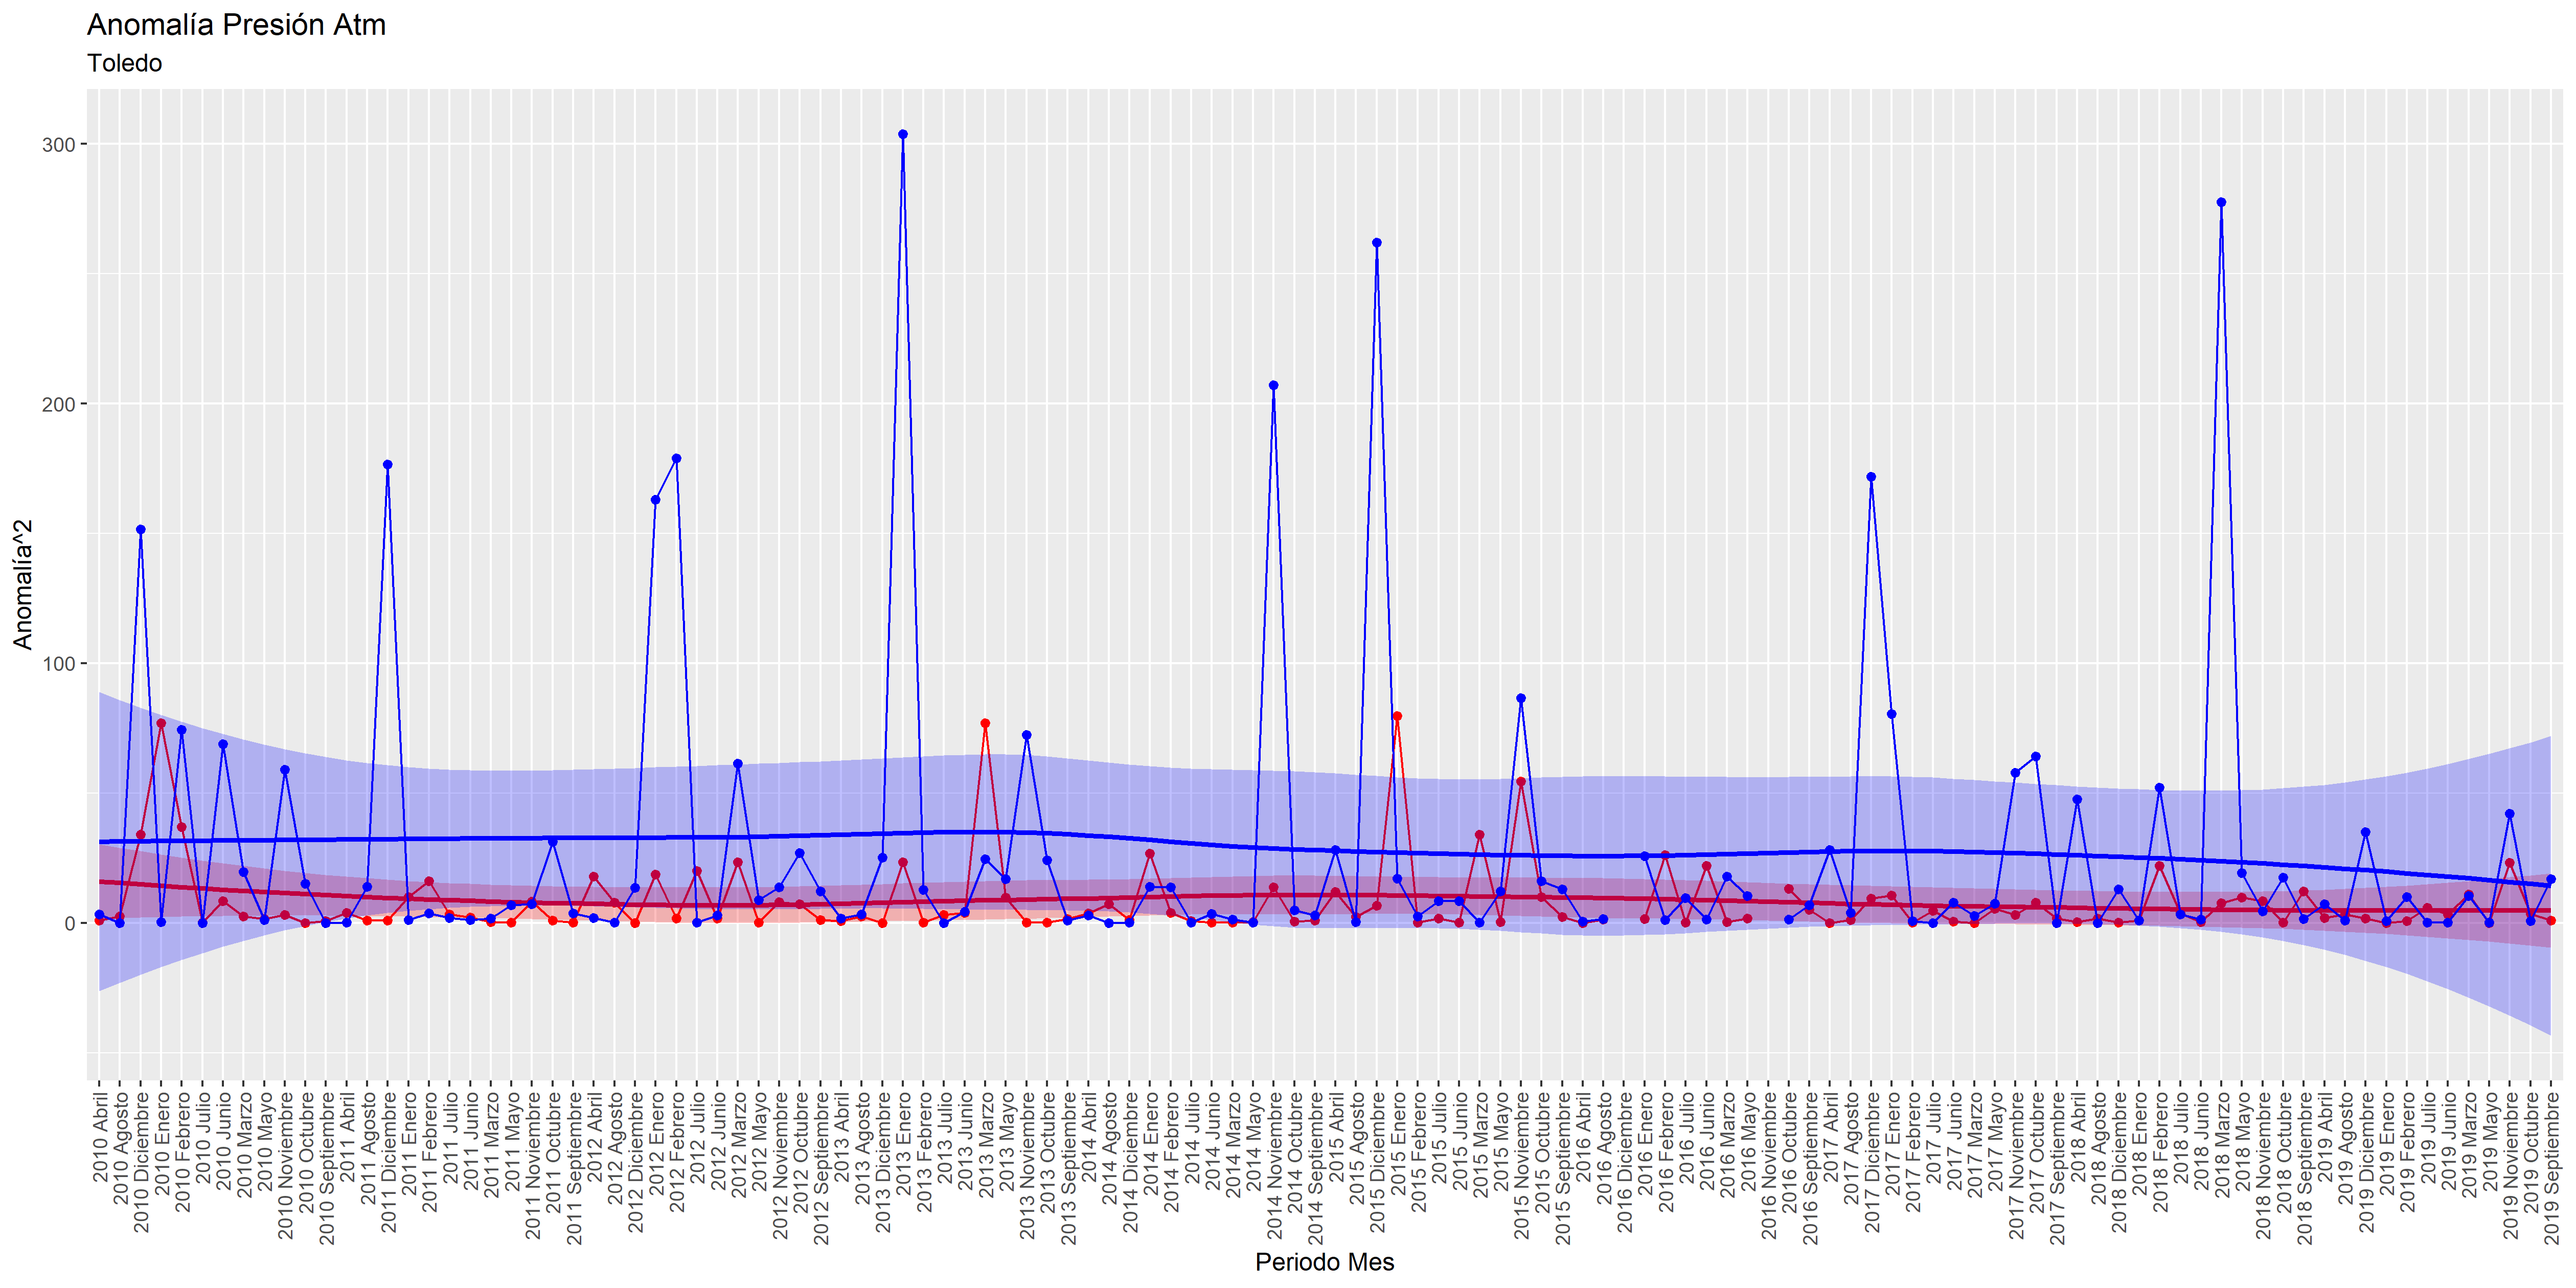 Anomalía Presión Atm
Toledo
Anomalía^2
300
200
100
0
2010 Abril
2010 Agosto
2010 Diciembre
2010 Enero
2010 Febrero
2010 Julio
2010 Junio
2010 Marzo
2010 Mayo
2010 Noviembre
2010 Octubre
2010 Septiembre
2011 Abril
2011 Agosto
2011 Diciembre
2011 Enero
2011 Febrero
2011 Julio
2011 Junio
2011 Marzo
2011 Mayo
2011 Noviembre
2011 Octubre
2011 Septiembre
2012 Abril
2012 Agosto
2012 Diciembre
2012 Enero
2012 Febrero
2012 Julio
2012 Junio
2012 Marzo
2012 Mayo
2012 Noviembre
2012 Octubre
2012 Septiembre
2013 Abril
2013 Agosto
2013 Diciembre
2013 Enero
2013 Febrero
2013 Julio
2013 Junio
2013 Marzo
2013 Mayo
2013 Noviembre
2013 Octubre
2013 Septiembre
2014 Abril
2014 Agosto
2014 Diciembre
2014 Enero
2014 Febrero
2014 Julio
2014 Junio
2014 Marzo
2014 Mayo
2014 Noviembre
2014 Octubre
2014 Septiembre
2015 Abril
2015 Agosto
2015 Diciembre
2015 Enero
2015 Febrero
2015 Julio
2015 Junio
2015 Marzo
2015 Mayo
2015 Noviembre
2015 Octubre
2015 Septiembre
2016 Abril
2016 Agosto
2016 Diciembre
2016 Enero
2016 Febrero
2016 Julio
2016 Junio
2016 Marzo
2016 Mayo
2016 Noviembre
2016 Octubre
2016 Septiembre
2017 Abril
2017 Agosto
2017 Diciembre
2017 Enero
2017 Febrero
2017 Julio
2017 Junio
2017 Marzo
2017 Mayo
2017 Noviembre
2017 Octubre
2017 Septiembre
2018 Abril
2018 Agosto
2018 Diciembre
2018 Enero
2018 Febrero
2018 Julio
2018 Junio
2018 Marzo
2018 Mayo
2018 Noviembre
2018 Octubre
2018 Septiembre
2019 Abril
2019 Agosto
2019 Diciembre
2019 Enero
2019 Febrero
2019 Julio
2019 Junio
2019 Marzo
2019 Mayo
2019 Noviembre
2019 Octubre
2019 Septiembre
Periodo Mes